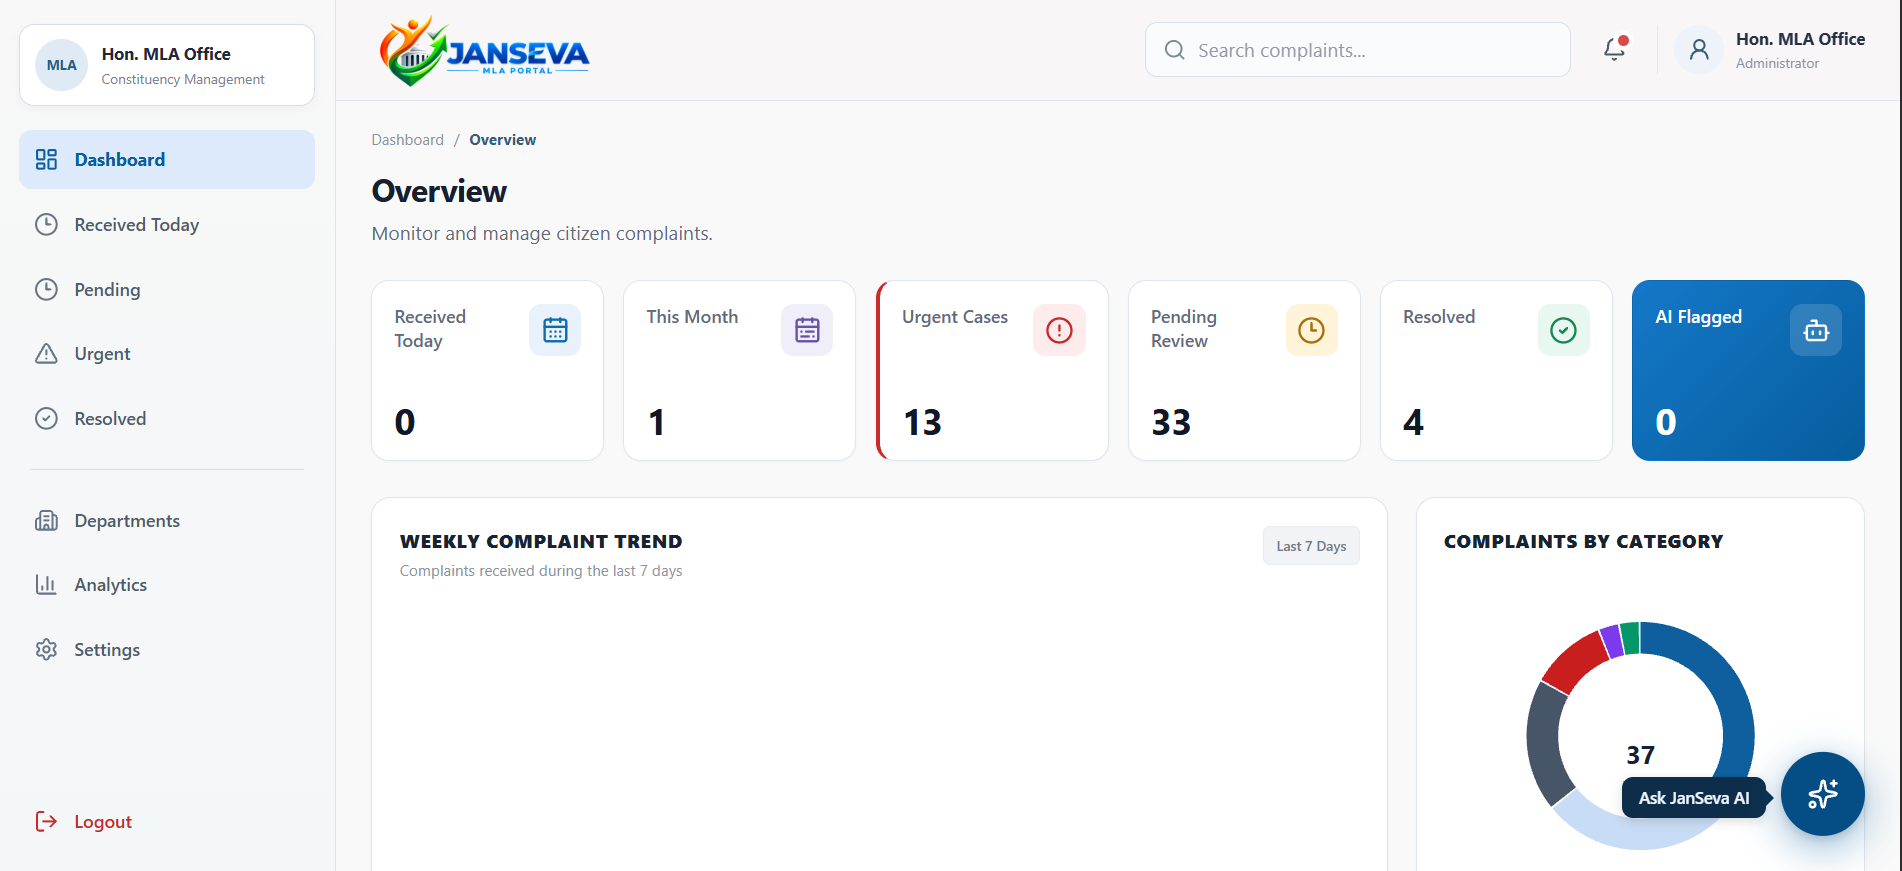 MLA
Hon. MLA Office
Constituency Management
Dashboard
Received Today
Pending
Urgent
Resolved
Departments
Analytics
Settings
Logout
JANSEVA
MLA PORTAL
Search complaints...
Hon. MLA Office
Administrator
Dashboard / Overview
Overview
Monitor and manage citizen complaints.
Received
Today
0
This Month
1
Urgent Cases
13
Pending
Review
33
Resolved
4
AI Flagged
0
WEEKLY COMPLAINT TREND
Complaints received during the last 7 days
Last 7 Days
COMPLAINTS BY CATEGORY
37
Ask JanSeva AI